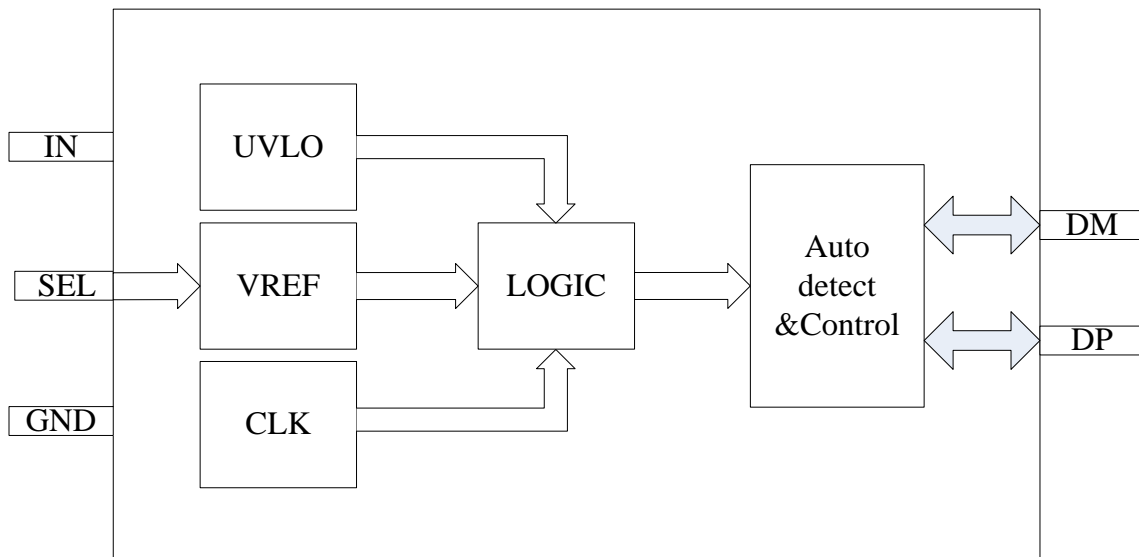 IN
UVLO
SEL
VREF
LOGIC
GND
CLK
Auto
detect
&Control
DM
DP